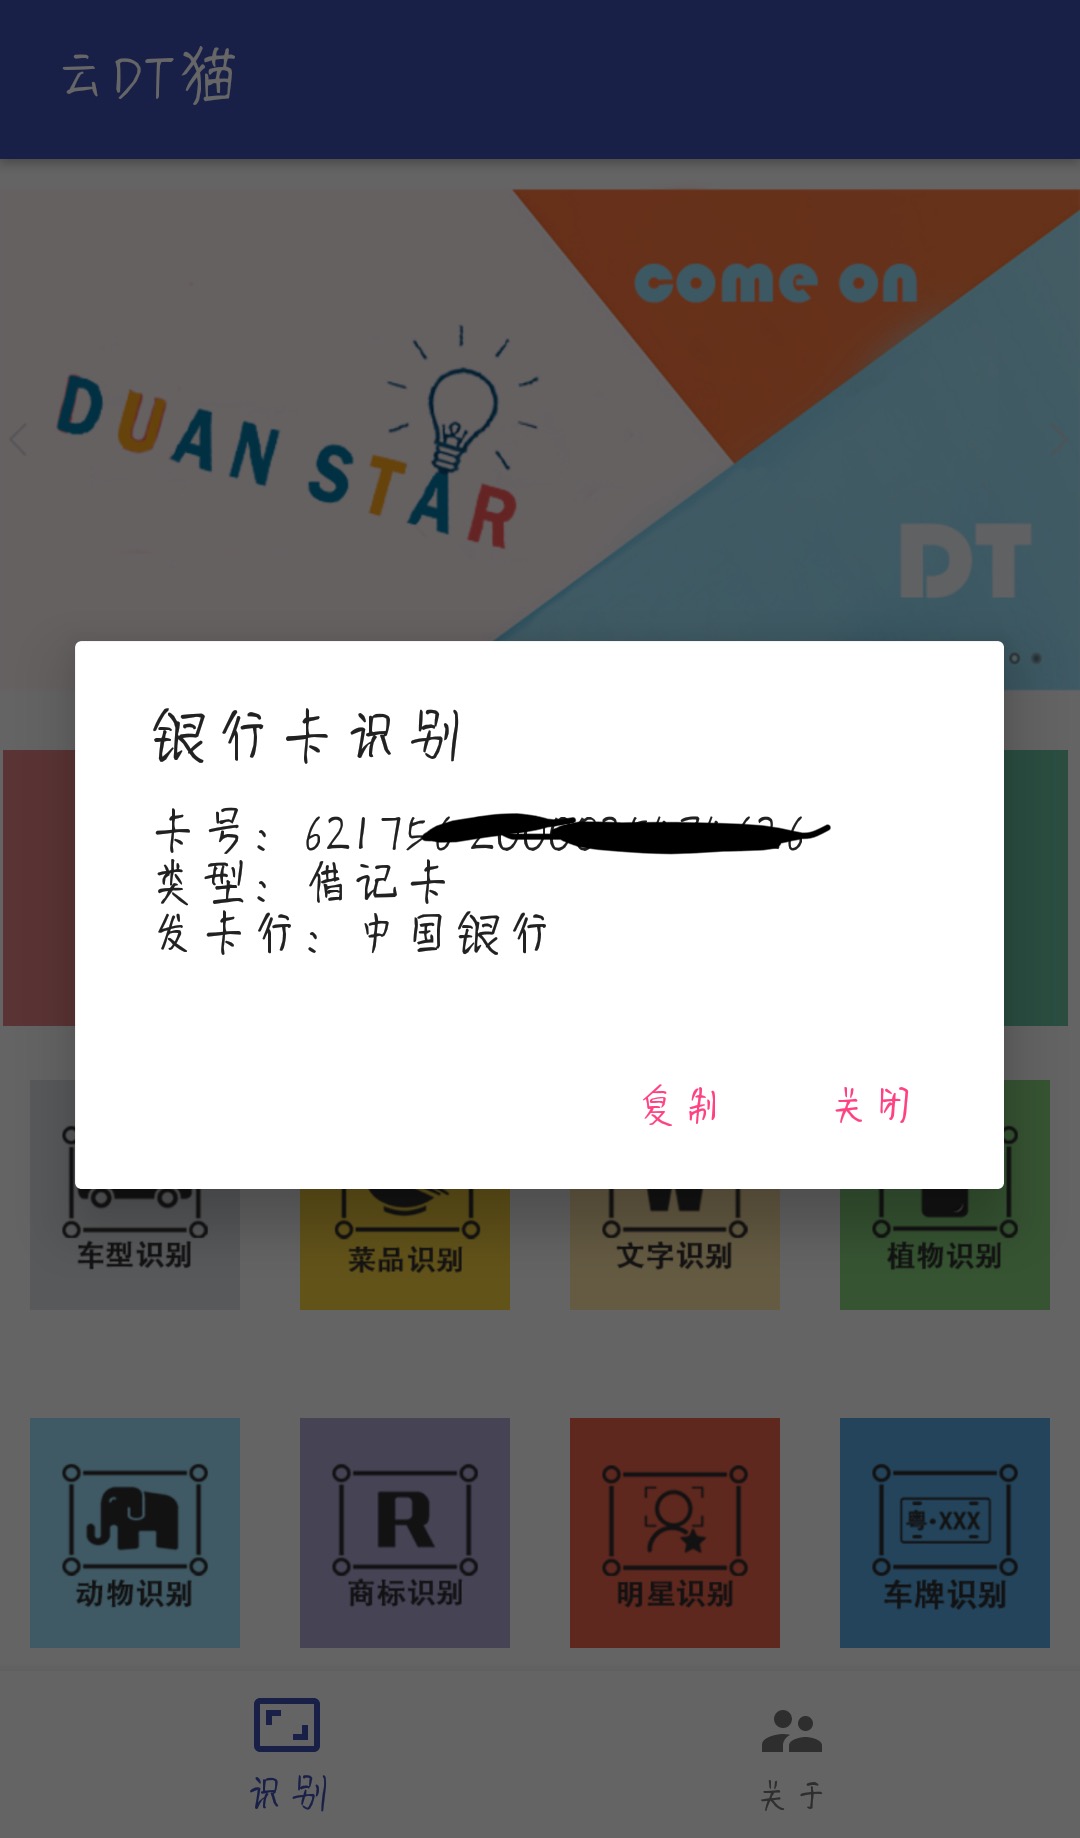 云DT猫
come on
DUAN STAR
DT
银行卡识别
卡号：62175
类型：借记卡
发卡行：中国银行
复制 关闭
车型识别 菜品识别 文字识别 植物识别
R
粤·XXX
动物识别 商标识别 明星识别 车牌识别
识别 关于